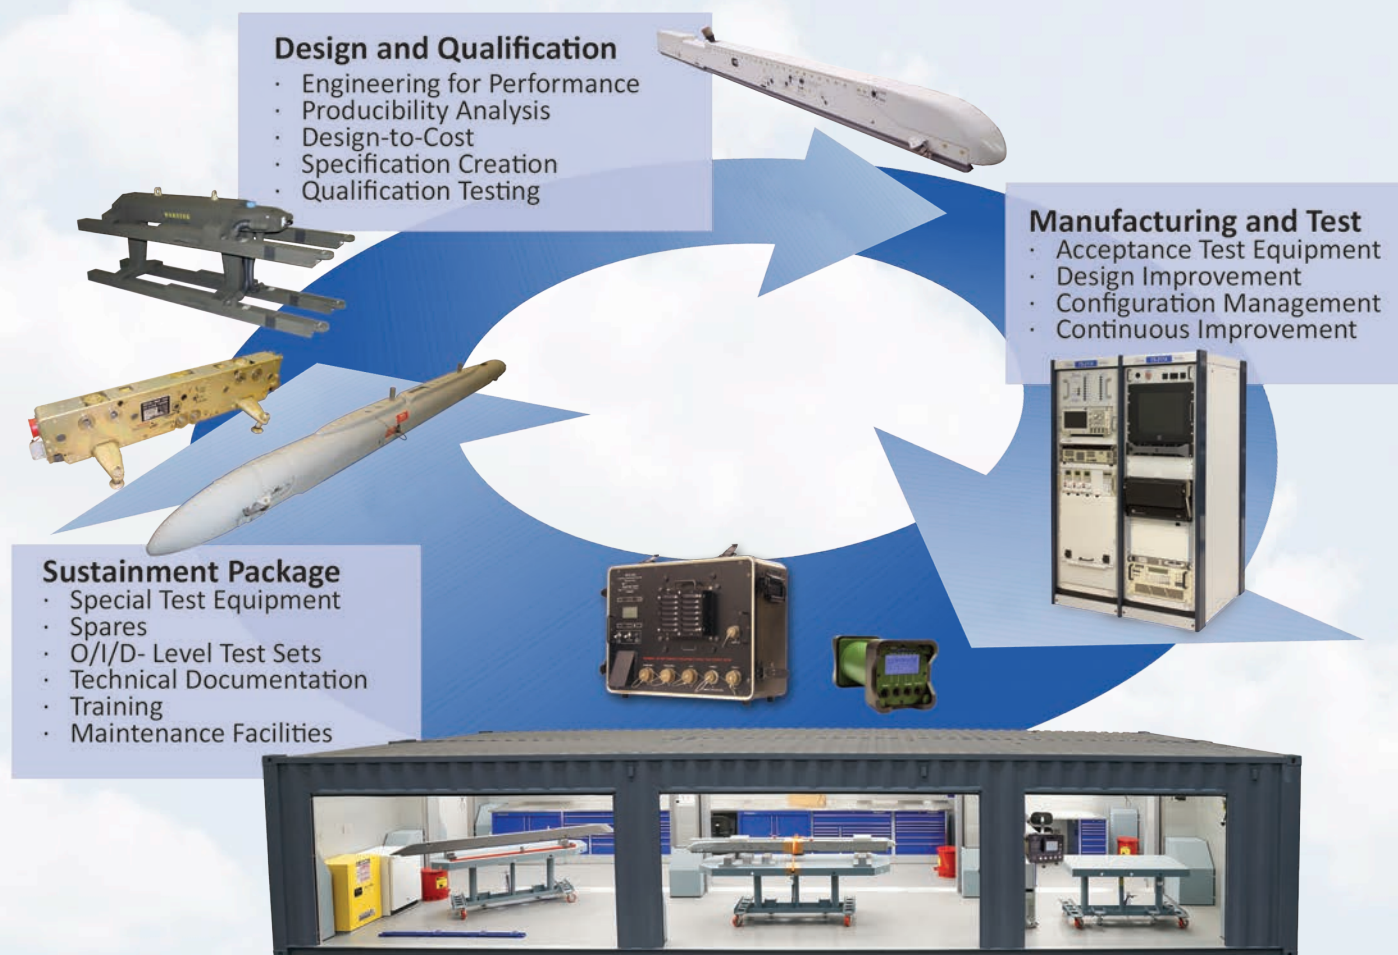 Design and Qualification
· Engineering for Performance
· Producibility Analysis
· Design-to-Cost
· Specification Creation
· Qualification Testing
Manufacturing and Test
· Acceptance Test Equipment
· Design Improvement
· Configuration Management
· Continuous Improvement
Sustainment Package
· Special Test Equipment
· Spares
· O/I/D- Level Test Sets
· Technical Documentation
· Training
· Maintenance Facilities